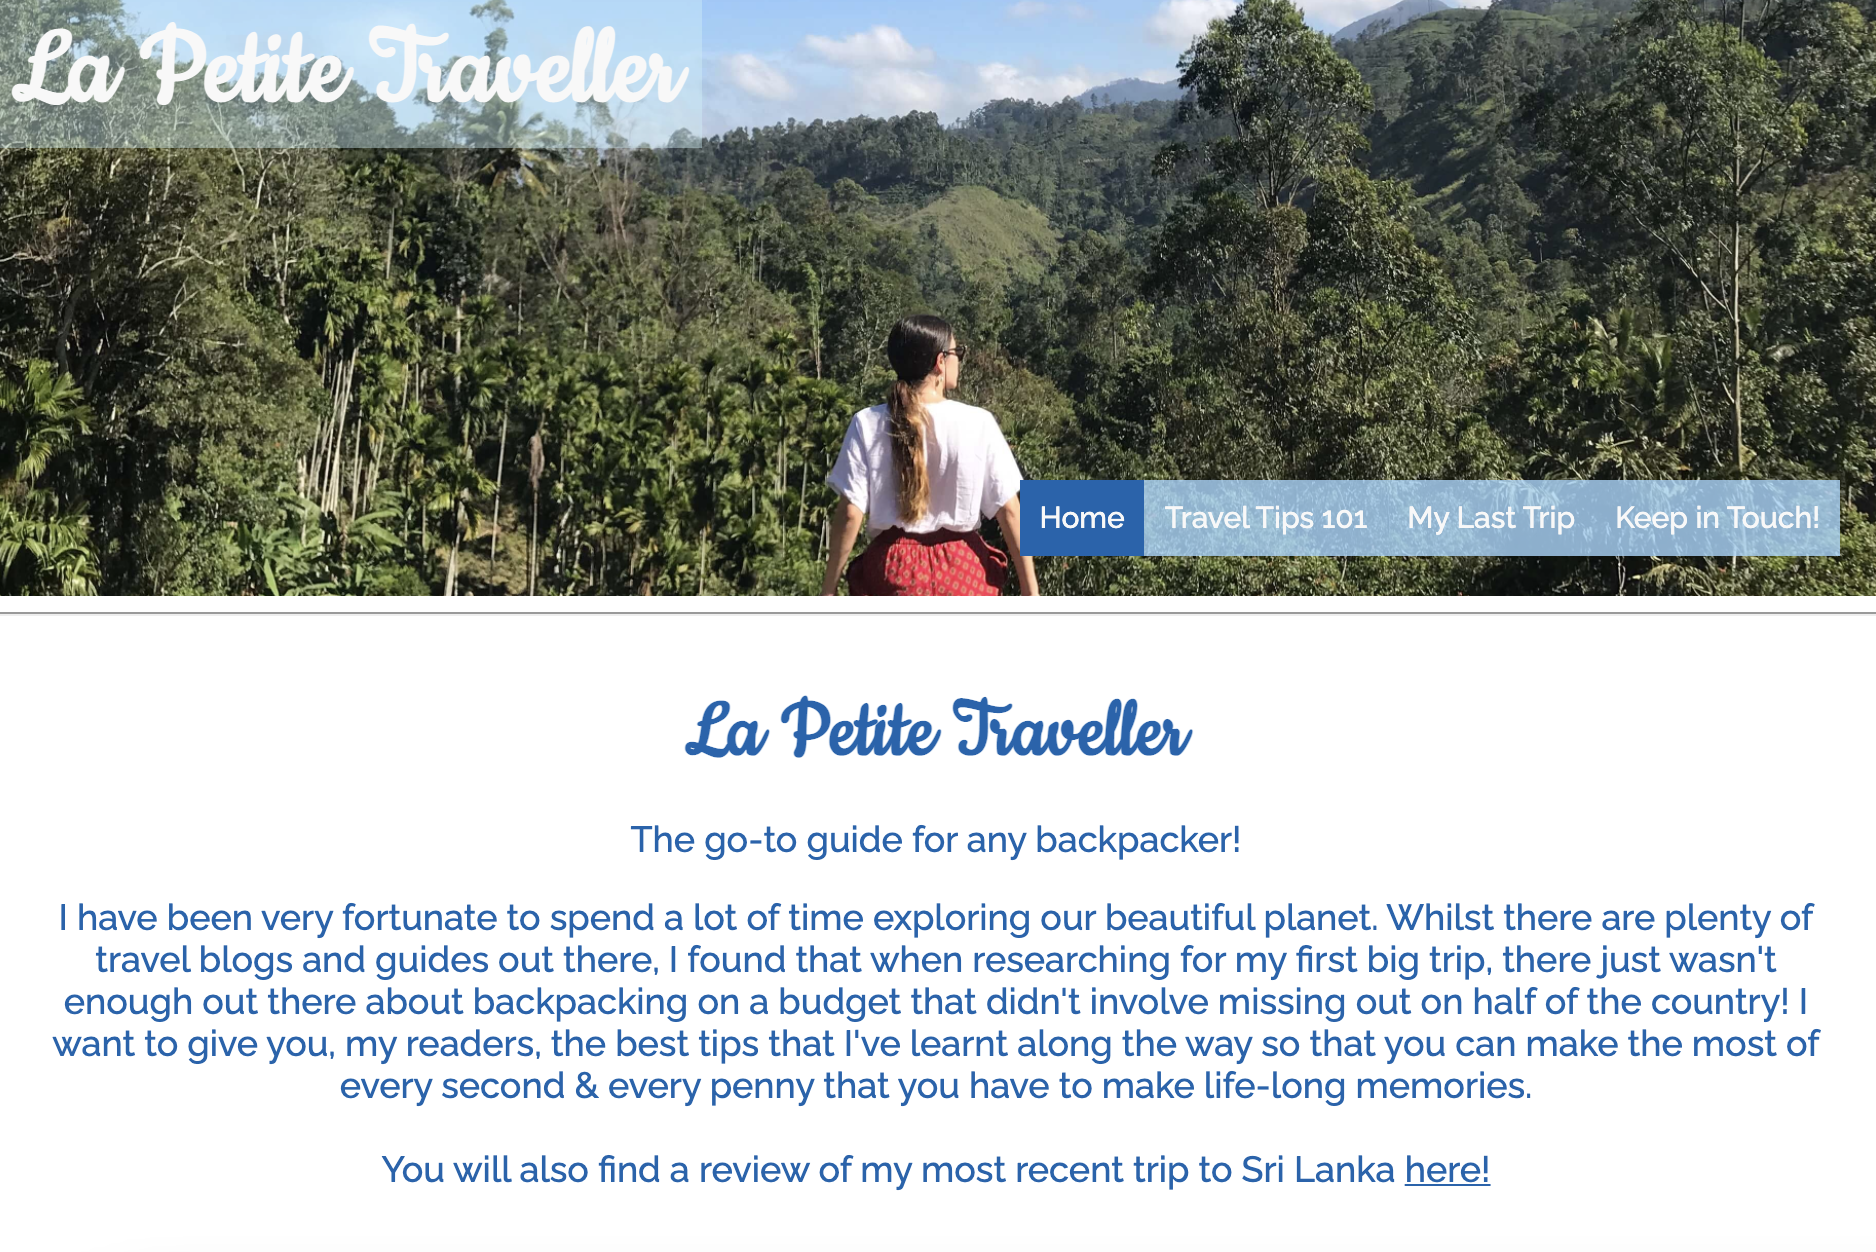 La Petite Traveller
Home Travel Tips 101 My Last Trip Keep in Touch!
La Petite Traveller
The go-to guide for any backpacker!
I have been very fortunate to spend a lot of time exploring our beautiful planet. Whilst there are plenty of
travel blogs and guides out there, I found that when researching for my first big trip, there just wasn't
enough out there about backpacking on a budget that didn't involve missing out on half of the country! I
want to give you, my readers, the best tips that I've learnt along the way so that you can make the most of
every second & every penny that you have to make life-long memories.
You will also find a review of my most recent trip to Sri Lanka here!